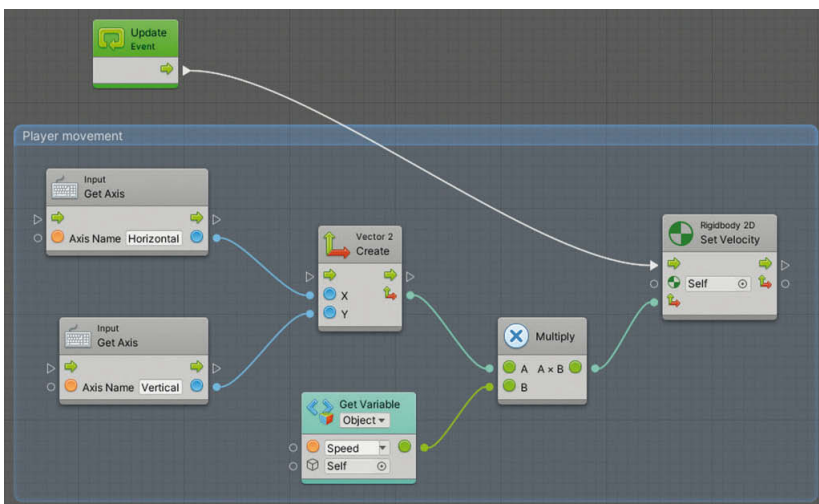 Update
Event
Player movement
Input
Get Axis
Axis Name Horizontal
Vector 2
Create
X
Y
Rigidbody 2D
Set Velocity
Self
Input
Get Axis
Axis Name Vertical
Multiply
A A × B
B
Get Variable
Object
Speed
Self